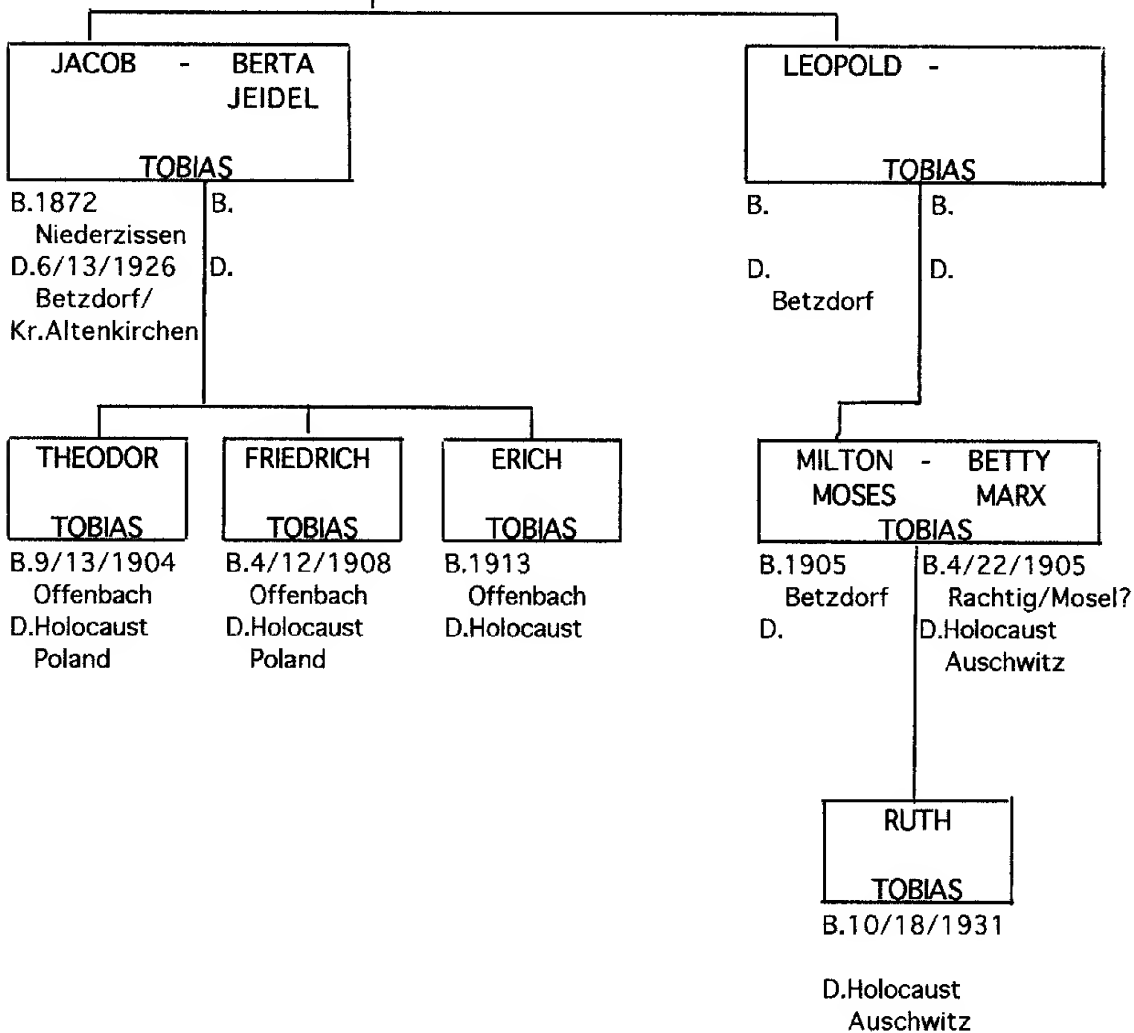 JACOB - BERTA
JEIDEL
TOBIAS
B.1872 B.
Niederzissen
D.6/13/1926 D.
Betzdorf/
Kr.Altenkirchen
LEOPOLD -
TOBIAS
B. B.
D. D.
Betzdorf
THEODOR
TOBIAS
B.9/13/1904
Offenbach
D.Holocaust
Poland
FRIEDRICH
TOBIAS
B.4/12/1908
Offenbach
D.Holocaust
Poland
ERICH
TOBIAS
B.1913
Offenbach
D.Holocaust
MILTON - BETTY
MOSES MARX
TOBIAS
B.1905 B.4/22/1905
Betzdorf Rachtig/Mosel?
D. D.Holocaust
Auschwitz
RUTH
TOBIAS
B.10/18/1931
D.Holocaust
Auschwitz